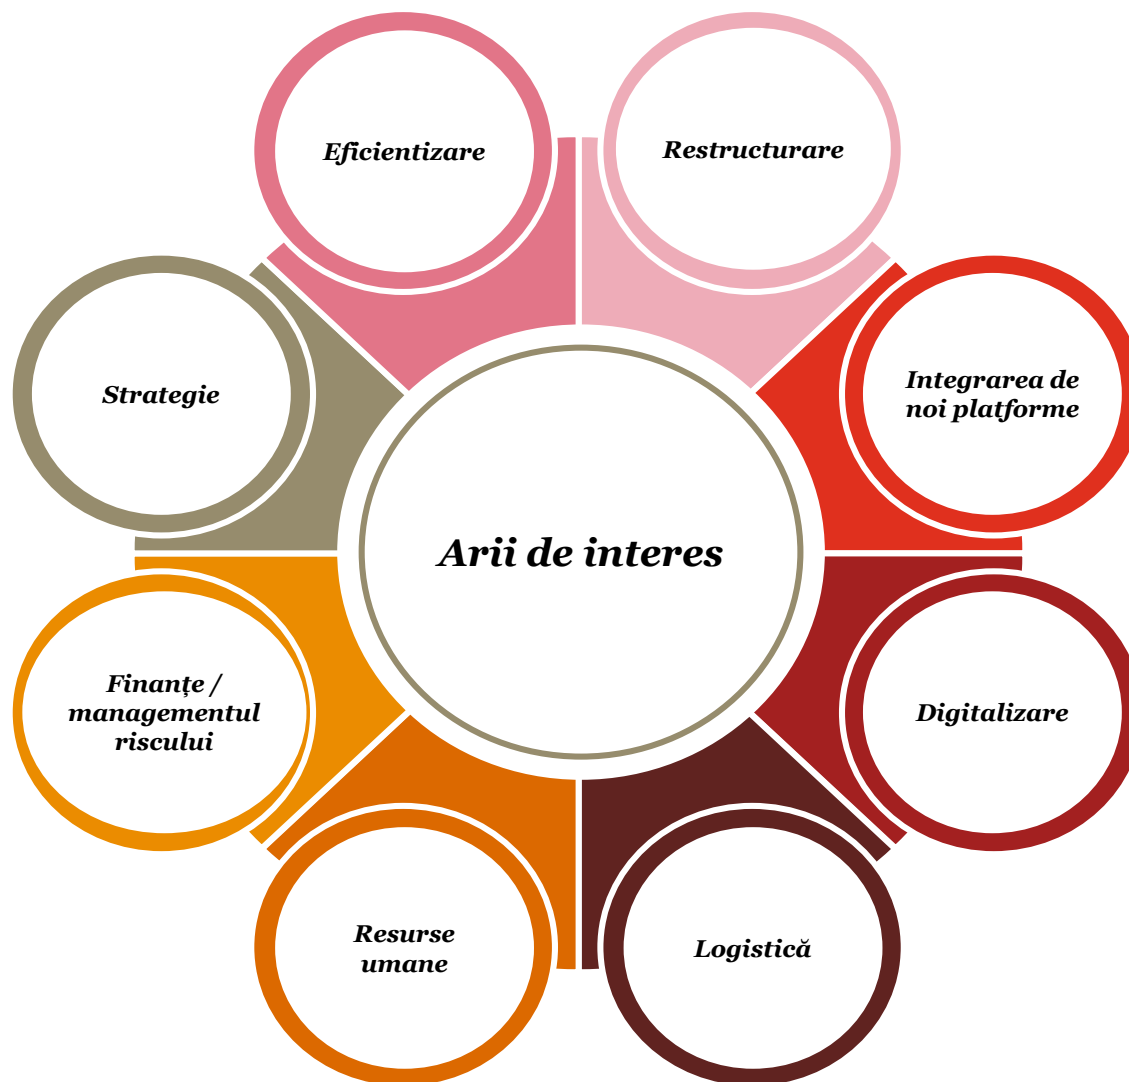 Eficientizare
Restructurare
Strategie
Integrarea de
noi platforme
Arii de interes
Finanțe /
managementul
riscului
Digitalizare
Resurse
umane
Logistică